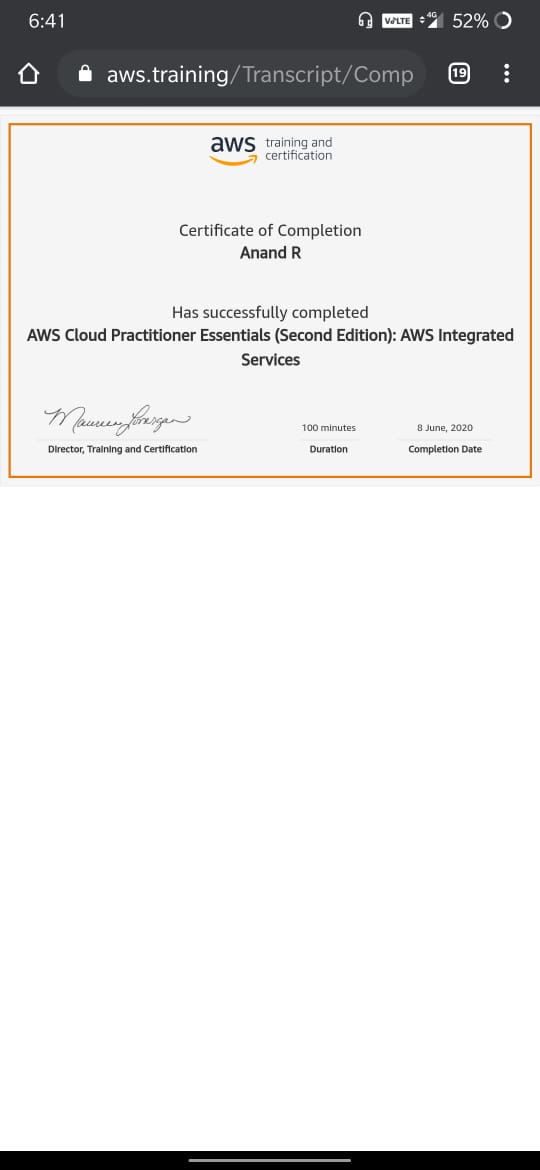 6:41
VoLTE 4G 52%
aws.training/Transcript/Comp 19
aws training and
certification
Certificate of Completion
Anand R
Has successfully completed
AWS Cloud Practitioner Essentials (Second Edition): AWS Integrated
Services
Maureen Lonergan
100 minutes 8 June, 2020
Director, Training and Certification Duration Completion Date